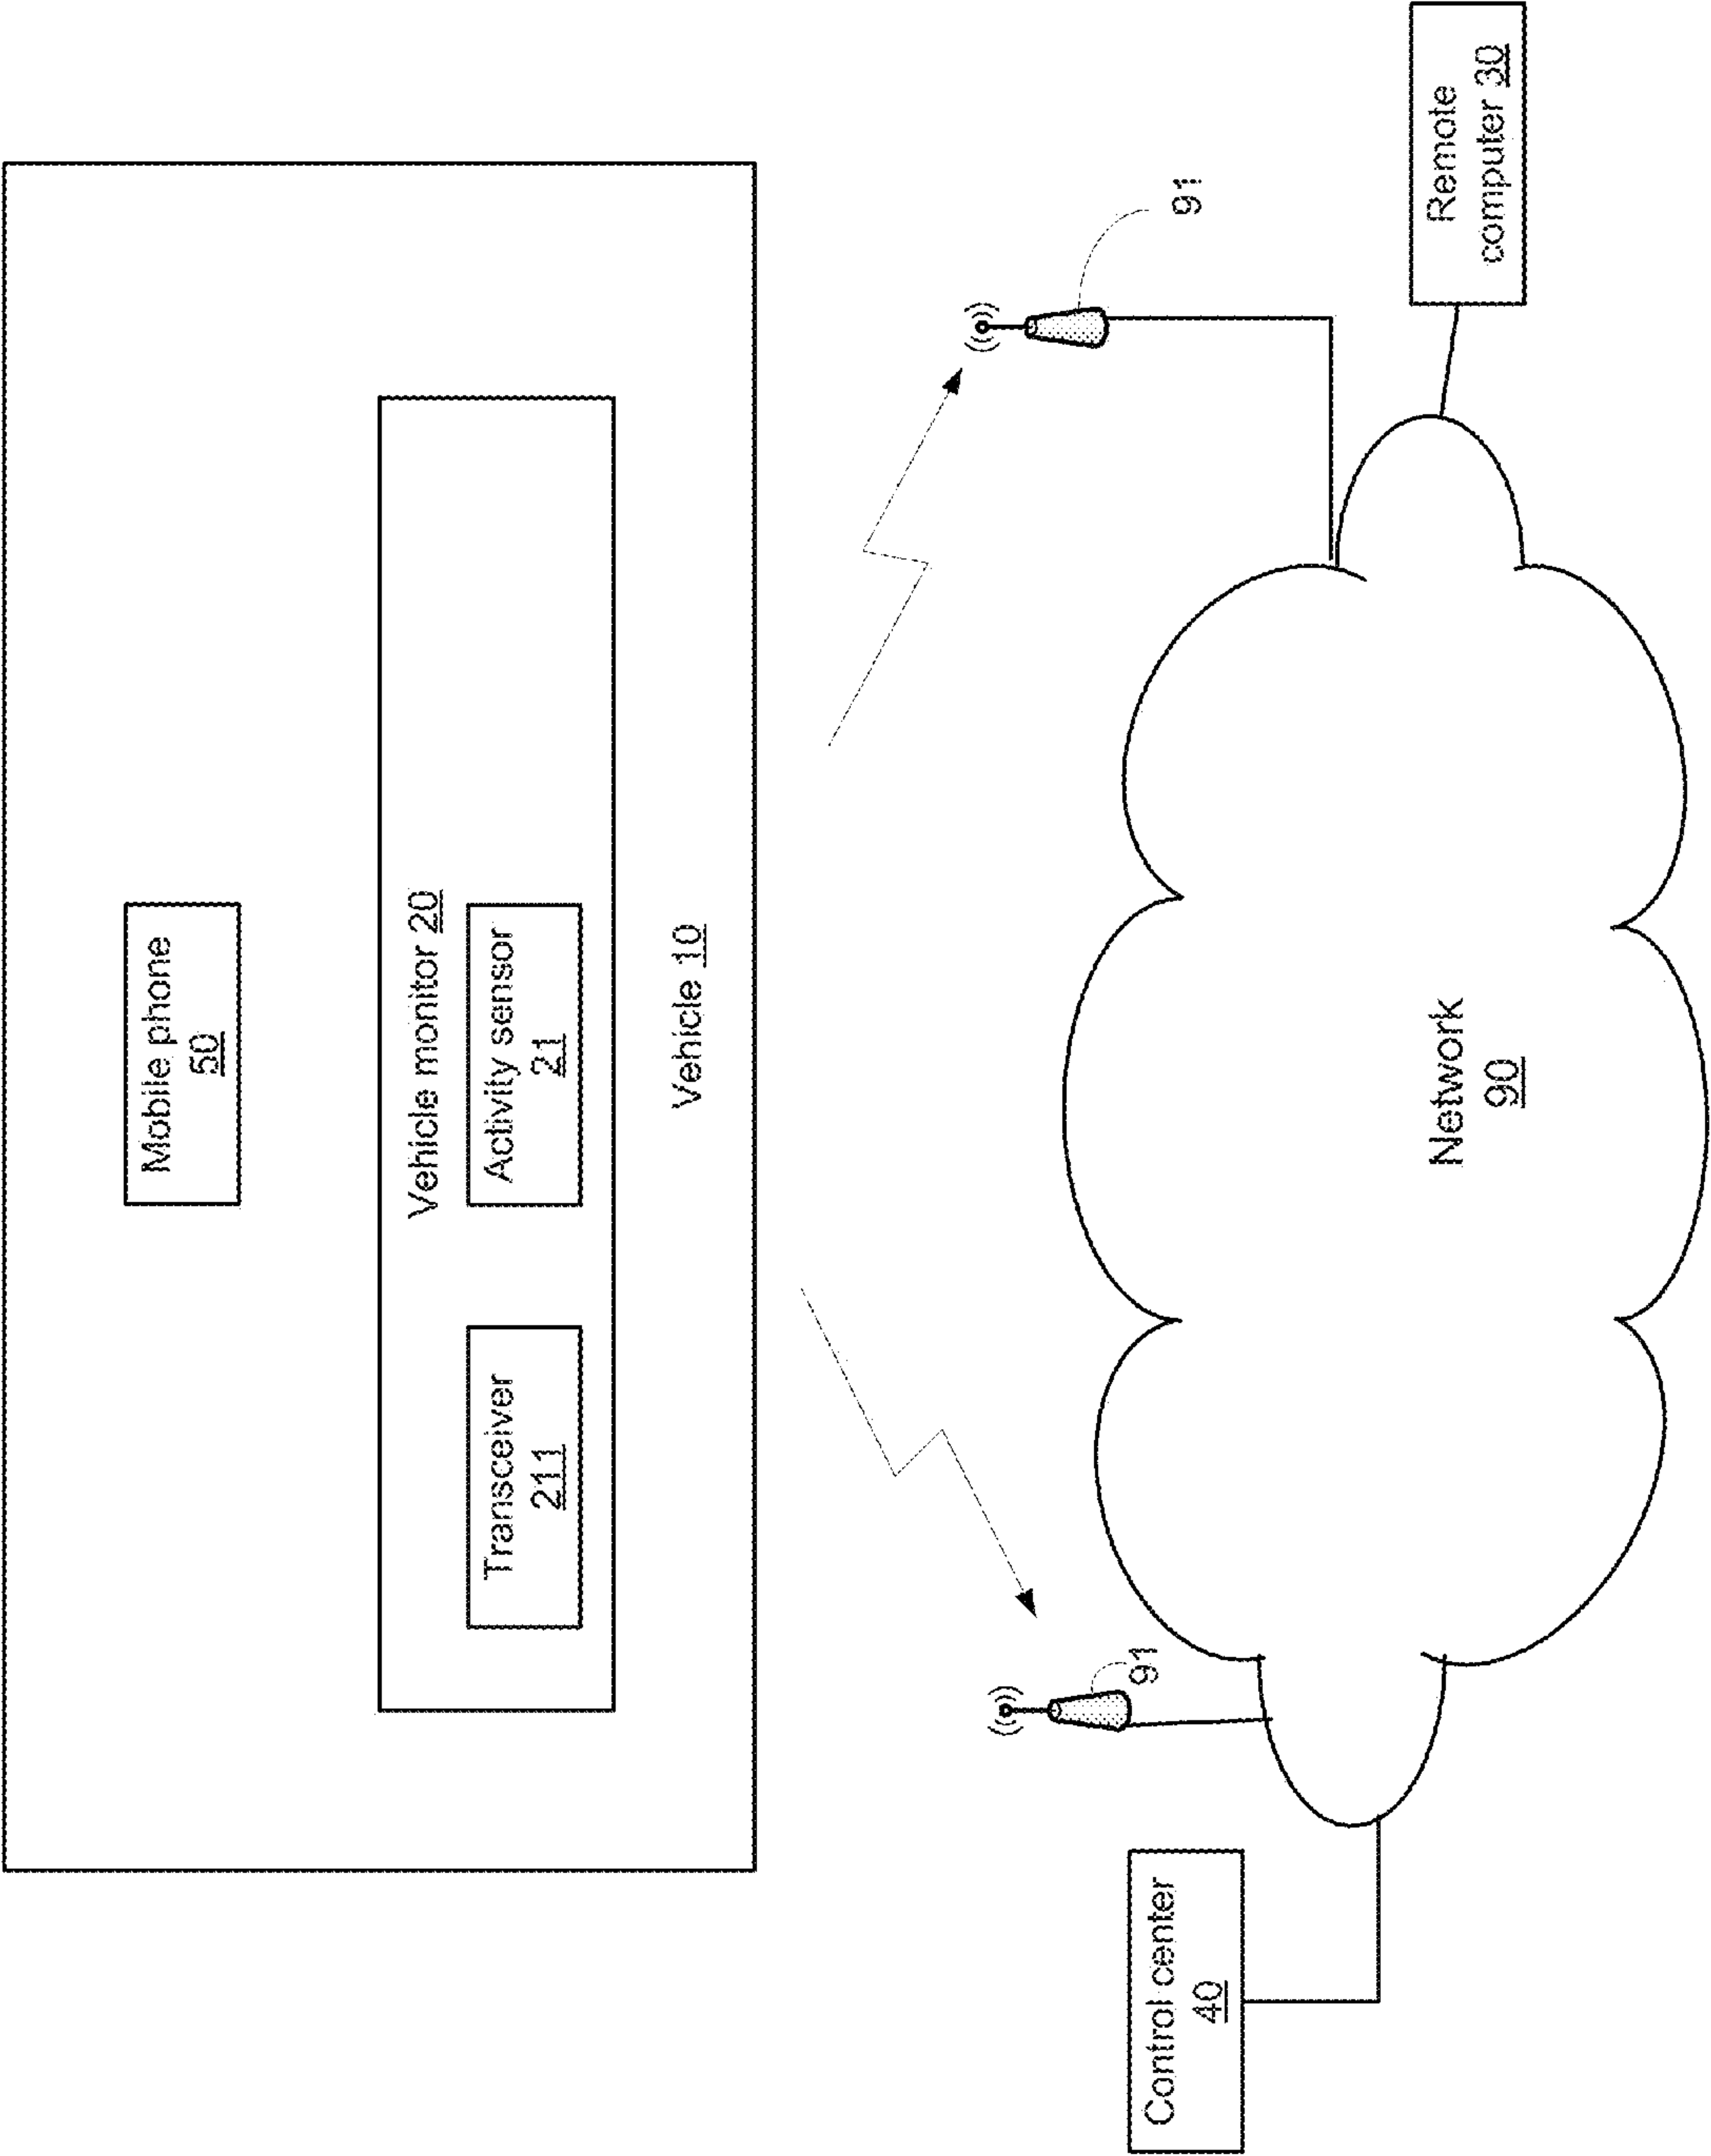 Mobile phone
50
Vehicle monitor 20
Transceiver
211
Activity sensor
21
Vehicle 10
91
91
Control center
40
Network
90
Remote
computer 30